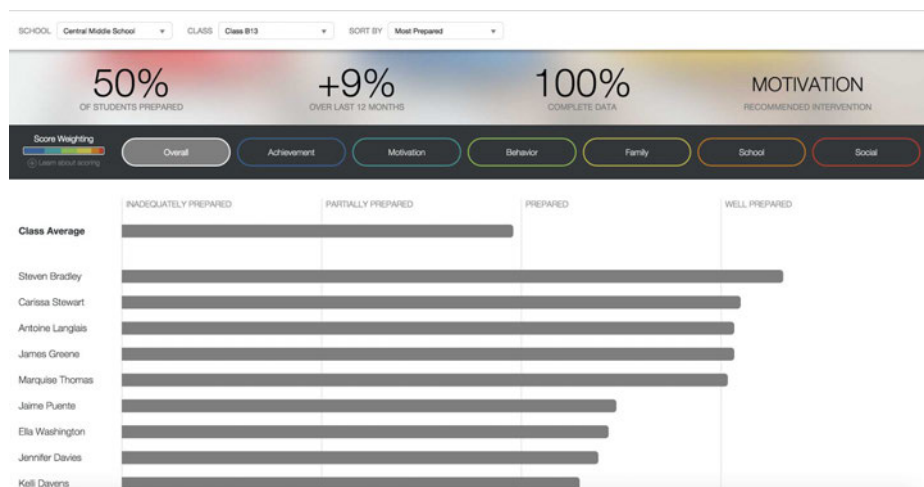 SCHOOL Central Middle School CLASS Class B13 SORT BY Most Prepared
50% +9% 100% MOTIVATION
OF STUDENTS PREPARED OVER LAST 12 MONTHS COMPLETE DATA RECOMMENDED INTERVENTION
Score Weighting
Learn about scoring
Overall Achievement Motivation Behavior Family School Social
INADEQUATELY PREPARED PARTIALLY PREPARED PREPARED WELL PREPARED
Class Average
Steven Bradley
Carissa Stewart
Antoine Langlais
James Greene
Marquise Thomas
Jaime Puente
Ella Washington
Jennifer Davies
Kelli Davens